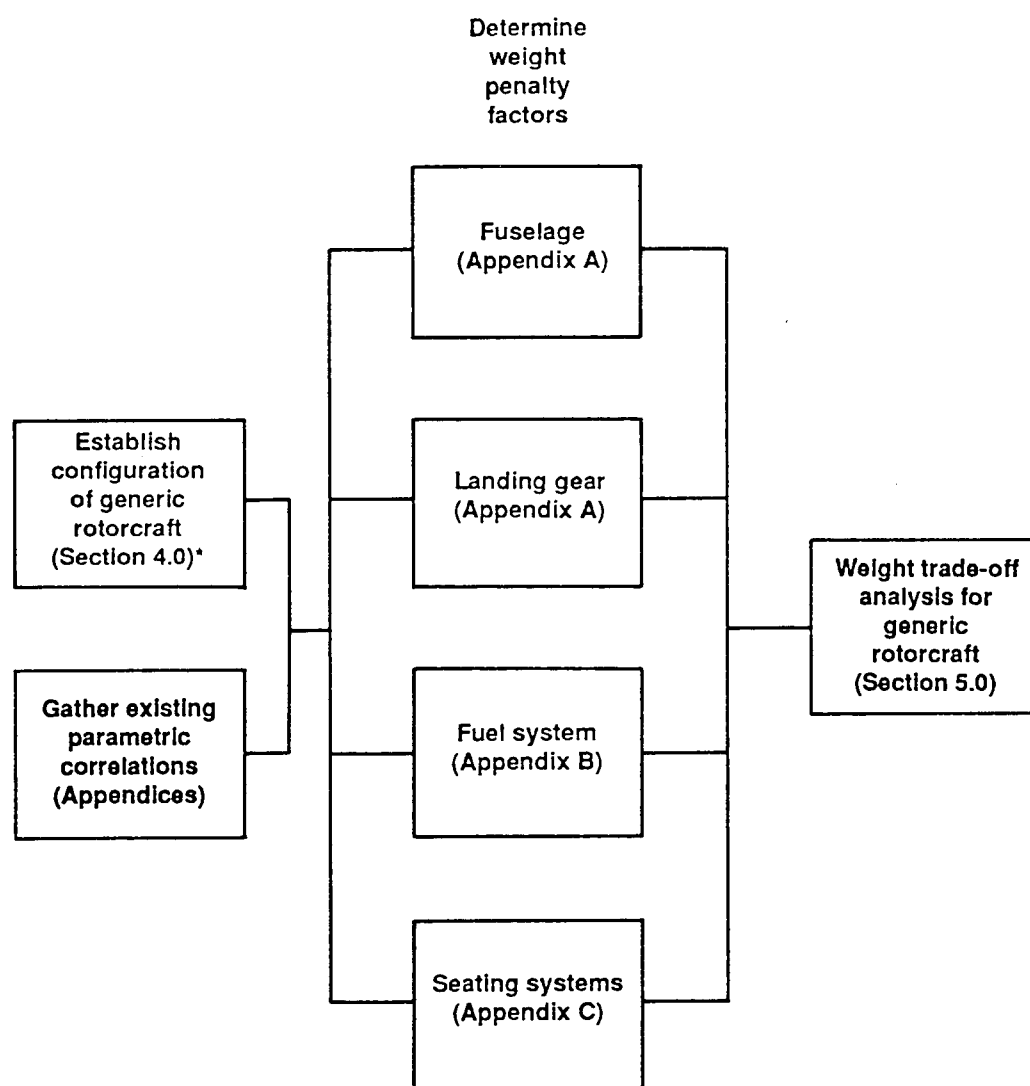 Determine
weight
penalty
factors
Fuselage
(Appendix A)
Establish
configuration
of generic
rotorcraft
(Section 4.0)*
Landing gear
(Appendix A)
Weight trade-off
analysis for
generic
rotorcraft
(Section 5.0)
Gather existing
parametric
correlations
(Appendices)
Fuel system
(Appendix B)
Seating systems
(Appendix C)